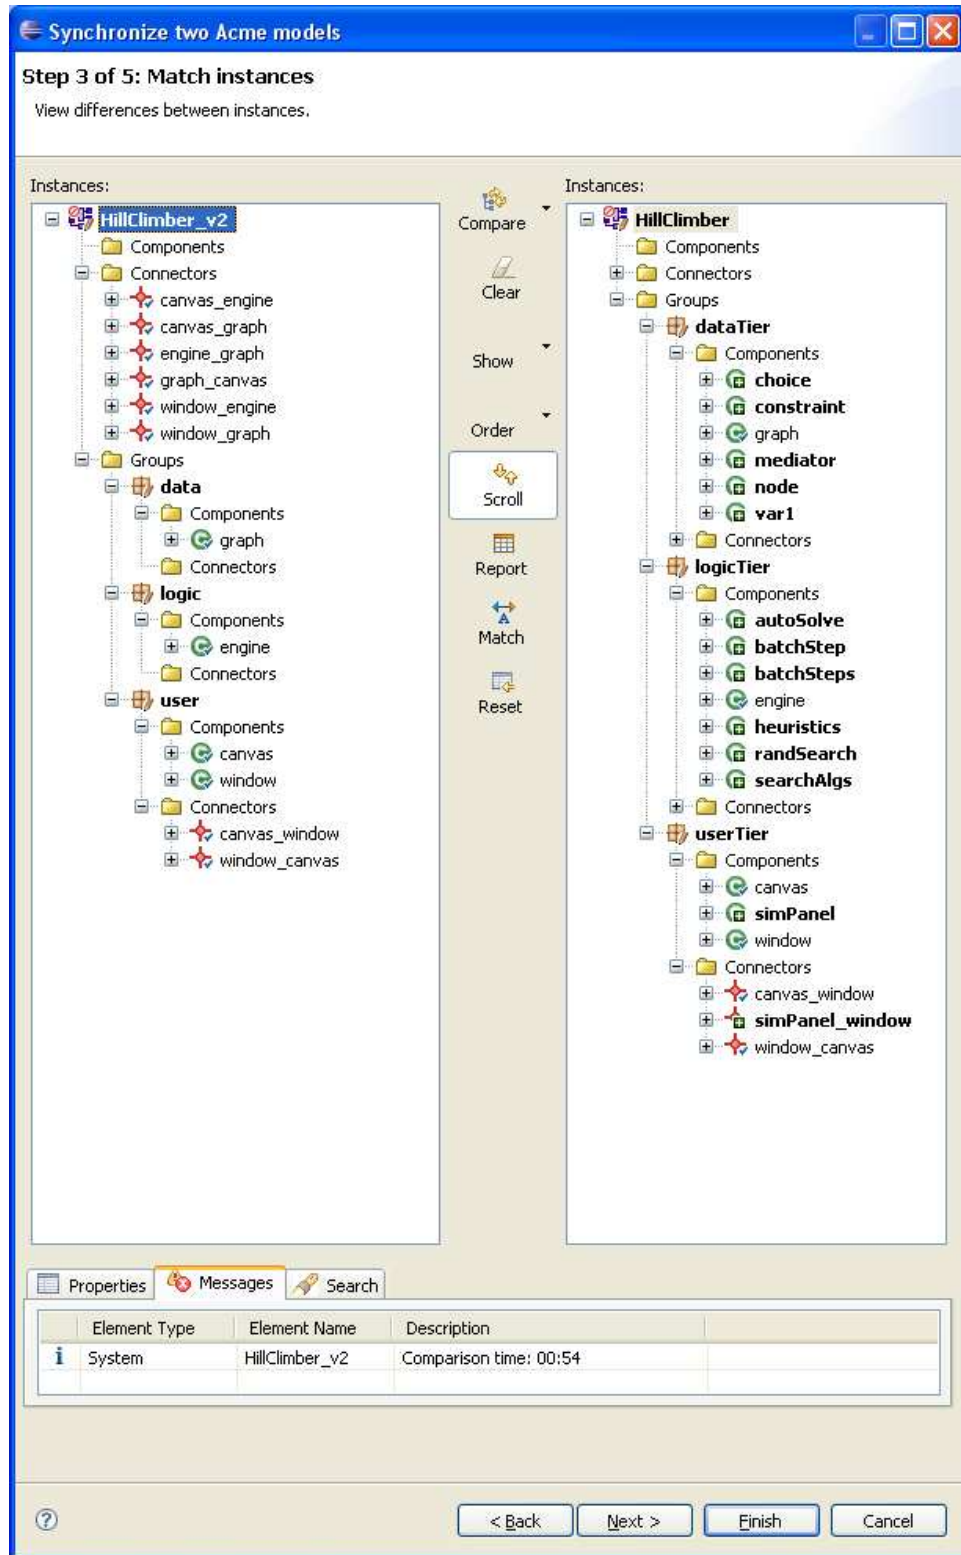 Synchronize two Acme models
Step 3 of 5: Match instances
View differences between instances.
Instances:
HillClimber_v2
Components
Connectors
canvas_engine
canvas_graph
engine_graph
graph_canvas
window_engine
window_graph
Groups
data
Components
graph
Connectors
logic
Components
engine
Connectors
user
Components
canvas
window
Connectors
canvas_window
window_canvas
Compare
Clear
Show
Order
Scroll
Report
Match
Reset
Instances:
HillClimber
Components
Connectors
Groups
dataTier
Components
choice
constraint
graph
mediator
node
var1
Connectors
logicTier
Components
autoSolve
batchStep
batchSteps
engine
heuristics
randSearch
searchAlgs
Connectors
userTier
Components
canvas
simPanel
window
Connectors
canvas_window
simPanel_window
window_canvas
Properties Messages Search
Element Type Element Name Description
System HillClimber_v2 Comparison time: 00:54
< Back Next > Finish Cancel